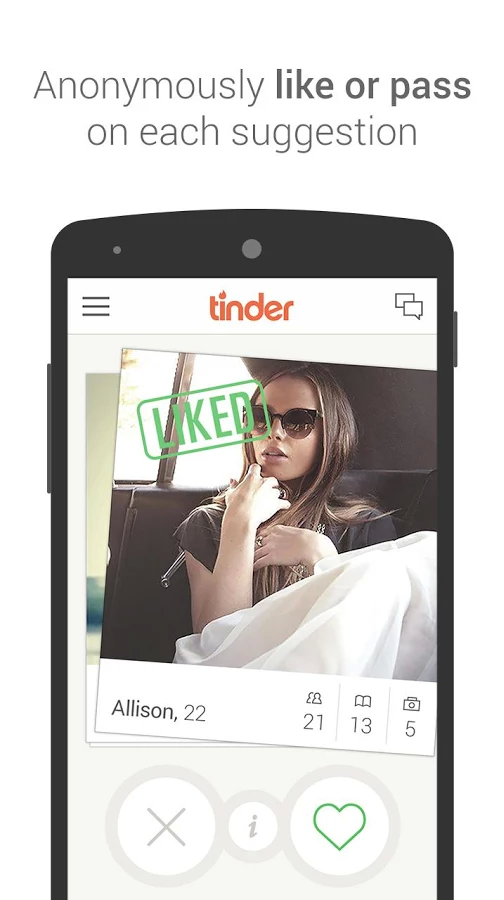 Anonymously like or pass
on each suggestion
tinder
LIKED
Allison, 22
21
13
5
i